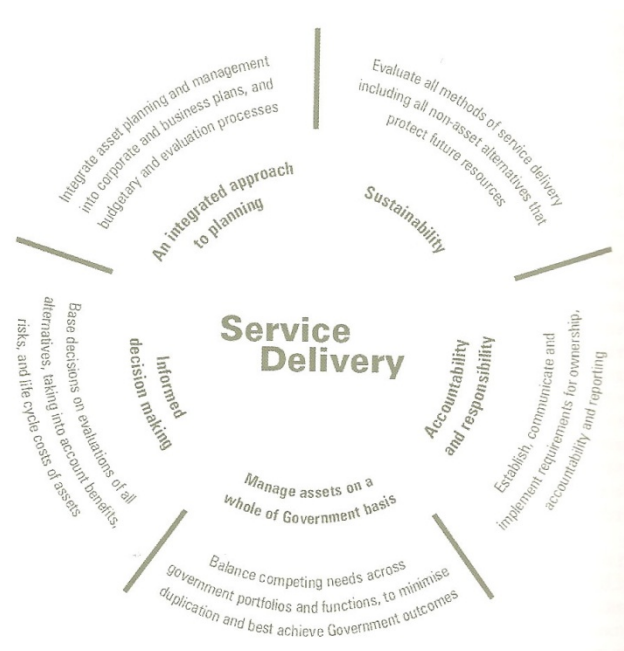 Service
Delivery
An integrated approach
to planning
Integrate asset planning and management
into corporate and business plans, and
budgetary and evaluation processes
Sustainability
Evaluate all methods of service delivery
including all non-asset alternatives that
protect future resources
Accountability
and responsibility
Establish, communicate and
implement requirements for ownership,
accountability and reporting
Manage assets on a
whole of Government basis
Balance competing needs across
government portfolios and functions, to minimise
duplication and best achieve Government outcomes
Informed
decision making
Base decisions on evaluations of all
alternatives, taking into account benefits,
risks, and life cycle costs of assets